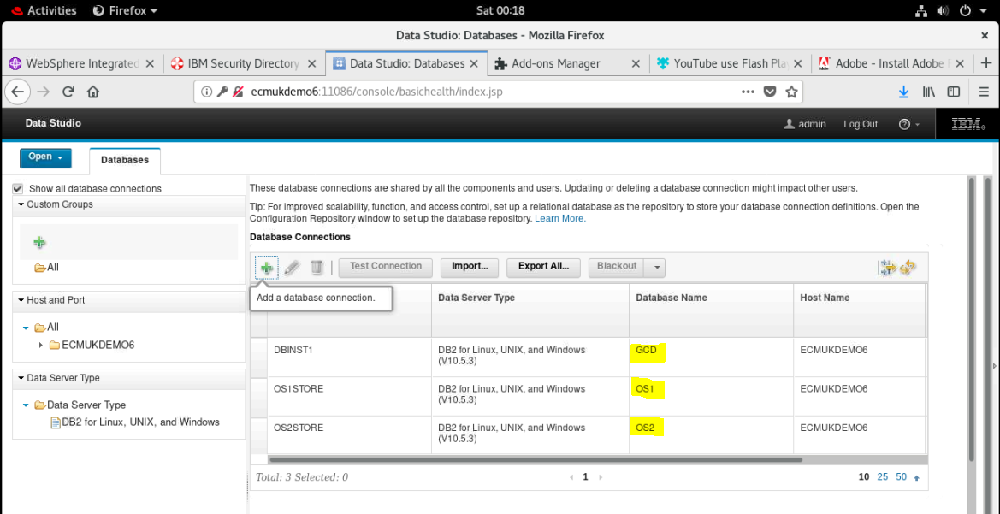 Activities Firefox Sat 00:18
Data Studio: Databases - Mozilla Firefox
WebSphere Integrated IBM Security Directory Data Studio: Databases Add-ons Manager YouTube use Flash Pla Adobe - Install Adobe F
ecmukdemo6:11086/console/basichealth/index.jsp
Data Studio admin Log Out IBM.
Open Databases
Show all database connections
Custom Groups
All
Host and Port
All
ECMUKDEMO6
Data Server Type
Data Server Type
DB2 for Linux, UNIX, and Windows
These database connections are shared by all the components and users. Updating or deleting a database connection might impact other users.
Tip: For improved scalability, function, and access control, set up a relational database as the repository to store your database connection definitions. Open the
Configuration Repository window to set up the database repository. Learn More.
Database Connections
Test Connection Import... Export All... Blackout
Add a database connection.
Data Server Type Database Name Host Name
DBINST1 DB2 for Linux, UNIX, and Windows GCD ECMUKDEMO6
(V10.5.3)
OS1STORE DB2 for Linux, UNIX, and Windows OS1 ECMUKDEMO6
(V10.5.3)
OS2STORE DB2 for Linux, UNIX, and Windows OS2 ECMUKDEMO6
(V10.5.3)
Total: 3 Selected: 0 1 10 25 50